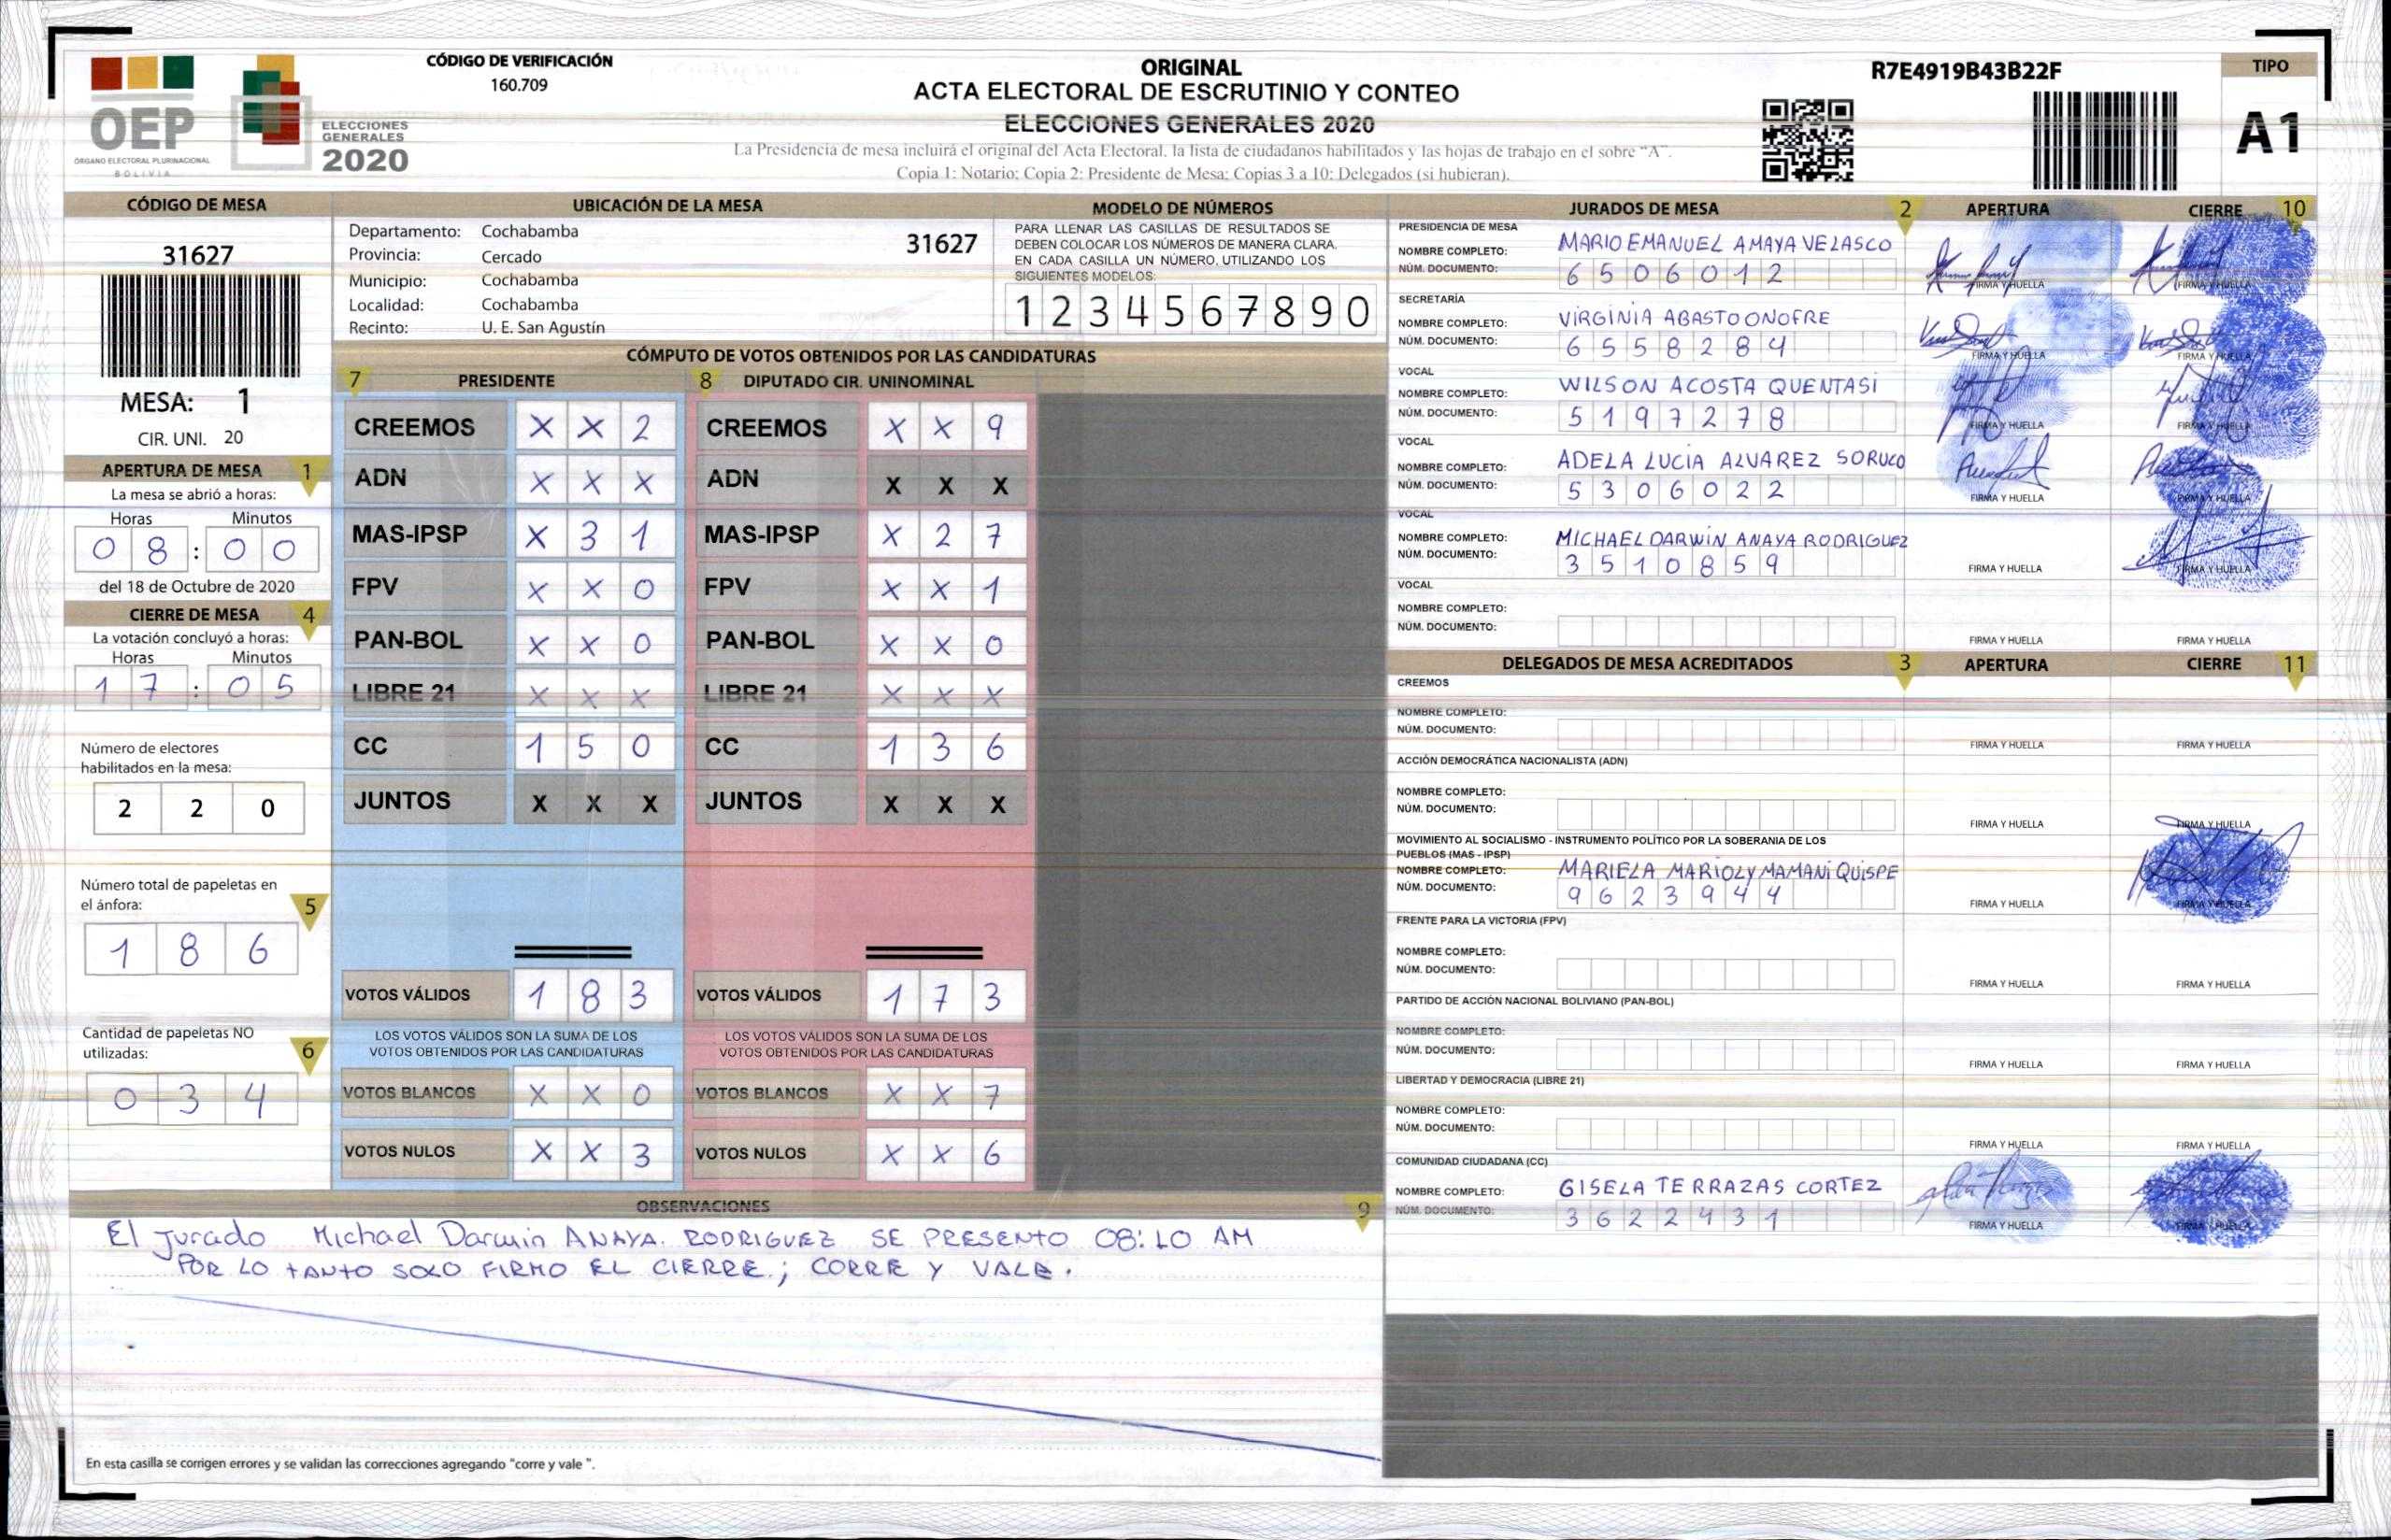 OEP
ÓRGANO ELECTORAL PLURINACIONAL
BOLIVIA
ELECCIONES
GENERALES
2020
CÓDIGO DE VERIFICACIÓN
160.709
ORIGINAL
ACTA ELECTORAL DE ESCRUTINIO Y CONTEO
ELECCIONES GENERALES 2020
La Presidencia de mesa incluirá el original del Acta Electoral, la lista de ciudadanos habilitados y las hojas de trabajo en el sobre “A”.
Copia 1: Notario; Copia 2: Presidente de Mesa; Copias 3 a 10: Delegados (si hubieran).
R7E4919B43B22F
TIPO
A1
CÓDIGO DE MESA
31627
MESA: 1
CIR. UNI. 20
APERTURA DE MESA 1
La mesa se abrió a horas:
Horas Minutos
0 8 : 0 0
del 18 de Octubre de 2020
CIERRE DE MESA 4
La votación concluyó a horas:
Horas Minutos
1 7 : 0 5
Número de electores
habilitados en la mesa:
2 2 0
Número total de papeletas en
el ánfora: 5
1 8 6
Cantidad de papeletas NO
utilizadas: 6
0 3 4
UBICACIÓN DE LA MESA
Departamento: Cochabamba
Provincia: Cercado
Municipio: Cochabamba
Localidad: Cochabamba
Recinto: U. E. San Agustín
31627
MODELO DE NÚMEROS
PARA LLENAR LAS CASILLAS DE RESULTADOS SE
DEBEN COLOCAR LOS NÚMEROS DE MANERA CLARA.
EN CADA CASILLA UN NÚMERO, UTILIZANDO LOS
SIGUIENTES MODELOS:
1 2 3 4 5 6 7 8 9 0
CÓMPUTO DE VOTOS OBTENIDOS POR LAS CANDIDATURAS
7 PRESIDENTE 8 DIPUTADO CIR. UNINOMINAL
CREEMOS X X 2 CREEMOS X X 9
ADN X X X ADN X X X
MAS-IPSP X 3 1 MAS-IPSP X 2 7
FPV X X 0 FPV X X 1
PAN-BOL X X 0 PAN-BOL X X 0
LIBRE 21 X X X LIBRE 21 X X X
CC 1 5 0 CC 1 3 6
JUNTOS X X X JUNTOS X X X
VOTOS VÁLIDOS 1 8 3 VOTOS VÁLIDOS 1 7 3
LOS VOTOS VÁLIDOS SON LA SUMA DE LOS LOS VOTOS VÁLIDOS SON LA SUMA DE LOS
VOTOS OBTENIDOS POR LAS CANDIDATURAS VOTOS OBTENIDOS POR LAS CANDIDATURAS
VOTOS BLANCOS X X 0 VOTOS BLANCOS X X 7
VOTOS NULOS X X 3 VOTOS NULOS X X 6
JURADOS DE MESA 2 APERTURA CIERRE 10
PRESIDENCIA DE MESA
NOMBRE COMPLETO: MARIO EMANUEL AMAYA VELASCO
NÚM. DOCUMENTO: 6 5 0 6 0 1 2 FIRMA Y HUELLA FIRMA Y HUELLA
SECRETARÍA
NOMBRE COMPLETO: VIRGINIA ABASTO ONOFRE
NÚM. DOCUMENTO: 6 5 5 8 2 8 4 FIRMA Y HUELLA FIRMA Y HUELLA
VOCAL
NOMBRE COMPLETO: WILSON ACOSTA QUENTASI
NÚM. DOCUMENTO: 5 1 9 7 2 7 8 FIRMA Y HUELLA FIRMA Y HUELLA
VOCAL
NOMBRE COMPLETO: ADELA LUCIA ALVAREZ SORUCO
NÚM. DOCUMENTO: 5 3 0 6 0 2 2 FIRMA Y HUELLA FIRMA Y HUELLA
VOCAL
NOMBRE COMPLETO: MICHAEL DARWIN ANAYA RODRIGUEZ
NÚM. DOCUMENTO: 3 5 1 0 8 5 9 FIRMA Y HUELLA FIRMA Y HUELLA
VOCAL
NOMBRE COMPLETO:
NÚM. DOCUMENTO: FIRMA Y HUELLA FIRMA Y HUELLA
DELEGADOS DE MESA ACREDITADOS 3 APERTURA CIERRE 11
CREEMOS
NOMBRE COMPLETO:
NÚM. DOCUMENTO: FIRMA Y HUELLA FIRMA Y HUELLA
ACCIÓN DEMOCRÁTICA NACIONALISTA (ADN)
NOMBRE COMPLETO:
NÚM. DOCUMENTO: FIRMA Y HUELLA FIRMA Y HUELLA
MOVIMIENTO AL SOCIALISMO - INSTRUMENTO POLÍTICO POR LA SOBERANIA DE LOS
PUEBLOS (MAS - IPSP)
NOMBRE COMPLETO: MARIELA MARIOLY MAMANI QUISPE
NÚM. DOCUMENTO: 9 6 2 3 9 4 4 FIRMA Y HUELLA FIRMA Y HUELLA
FRENTE PARA LA VICTORIA (FPV)
NOMBRE COMPLETO:
NÚM. DOCUMENTO: FIRMA Y HUELLA FIRMA Y HUELLA
PARTIDO DE ACCIÓN NACIONAL BOLIVIANO (PAN-BOL)
NOMBRE COMPLETO:
NÚM. DOCUMENTO: FIRMA Y HUELLA FIRMA Y HUELLA
LIBERTAD Y DEMOCRACIA (LIBRE 21)
NOMBRE COMPLETO:
NÚM. DOCUMENTO: FIRMA Y HUELLA FIRMA Y HUELLA
COMUNIDAD CIUDADANA (CC)
NOMBRE COMPLETO: GISELA TERRAZAS CORTEZ
NÚM. DOCUMENTO: 3 6 2 2 4 3 1 FIRMA Y HUELLA FIRMA Y HUELLA
OBSERVACIONES 9
El Jurado Michael Darwin ANAYA. RODRIGUEZ SE PRESENTO 08:10 AM
POR LO TANTO SOLO FIRMO EL CIERRE; CORRE Y VALE.
En esta casilla se corrigen errores y se validan las correcciones agregando "corre y vale ".